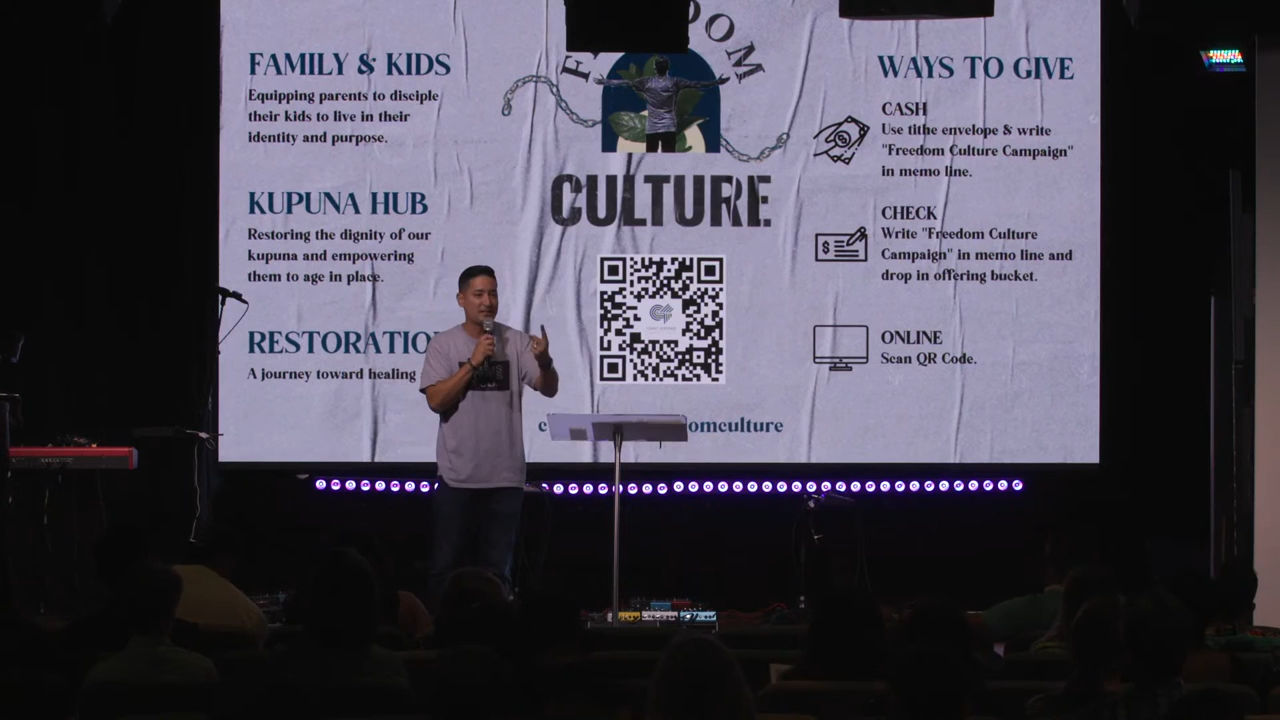 FAMILY & KIDS
Equipping parents to disciple
their kids to live in their
identity and purpose.
KUPUNA HUB
Restoring the dignity of our
kupuna and empowering
them to age in place.
RESTORATIO
A journey toward healing
CULTURE
omculture
WAYS TO GIVE
CASH
Use tithe envelope & write
"Freedom Culture Campaign"
in memo line.
CHECK
Write "Freedom Culture
Campaign" in memo line and
drop in offering bucket.
ONLINE
Scan QR Code.